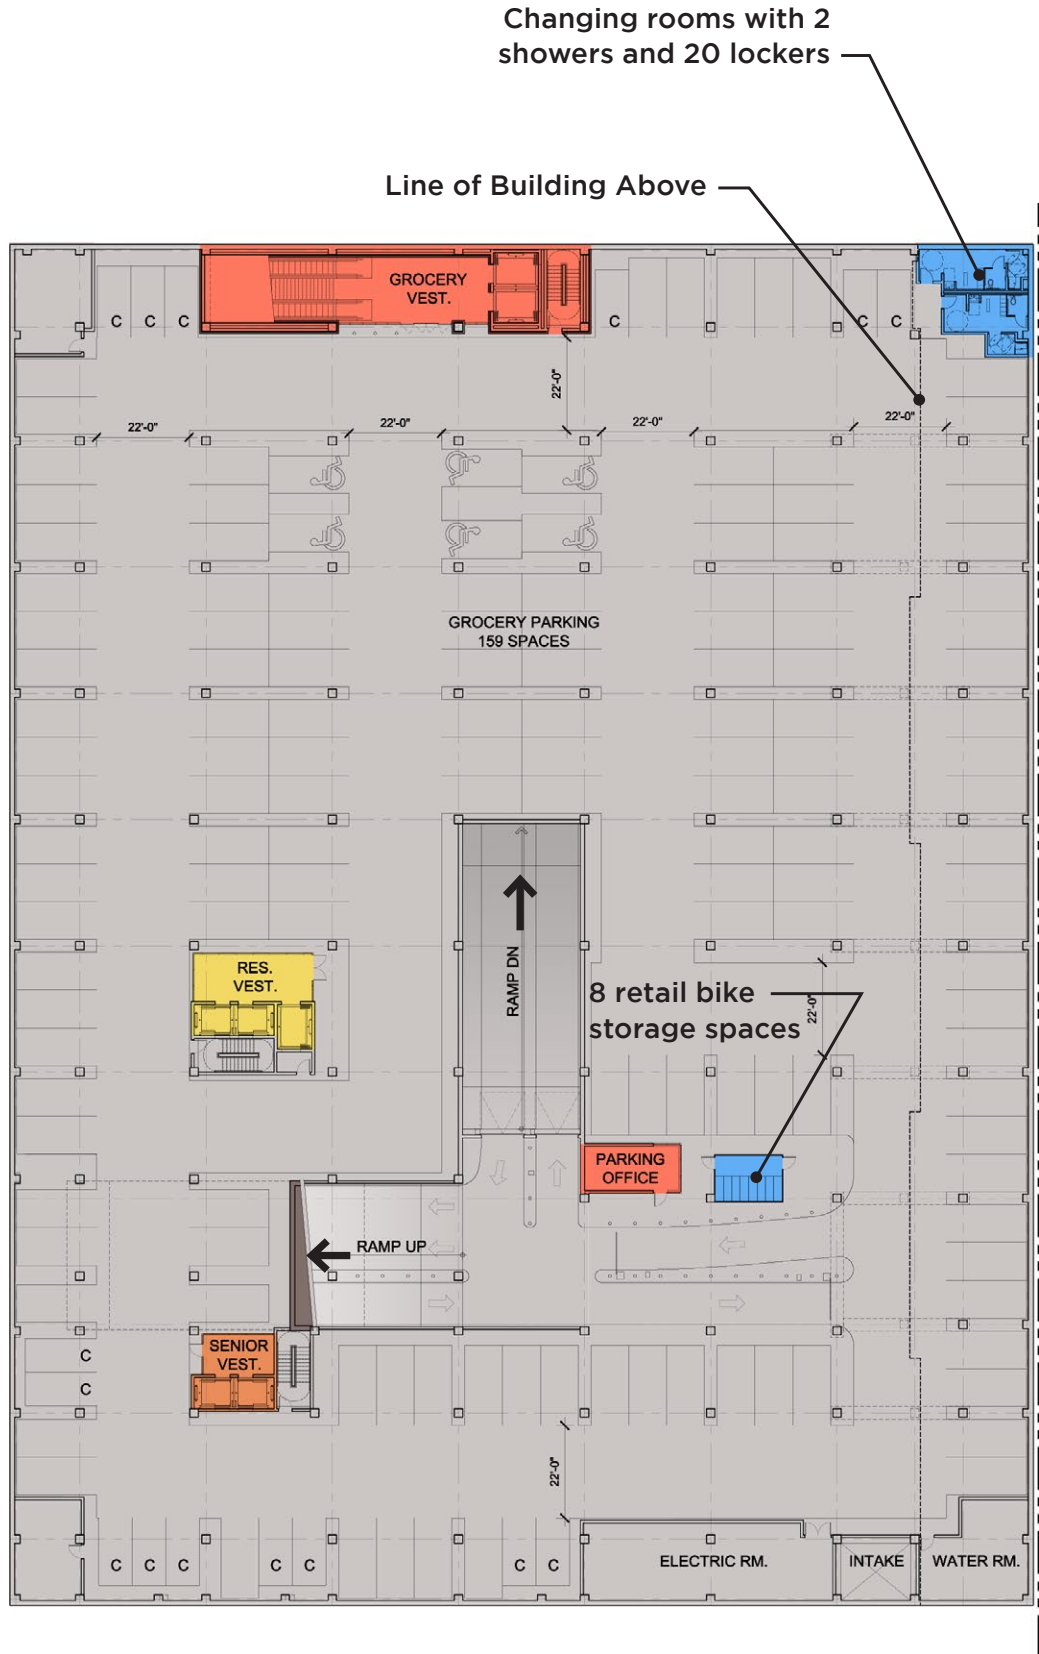 Changing rooms with 2
showers and 20 lockers
Line of Building Above
GROCERY
VEST.
C C C
C
C C
22'-0"
22'-0"
22'-0"
22'-0"
22'-0"
GROCERY PARKING
159 SPACES
RES.
VEST.
RAMP DN
8 retail bike
storage spaces
22'-0"
PARKING
OFFICE
RAMP UP
SENIOR
VEST.
C
C
22'-0"
C C C
C C
C C
ELECTRIC RM.
INTAKE
WATER RM.